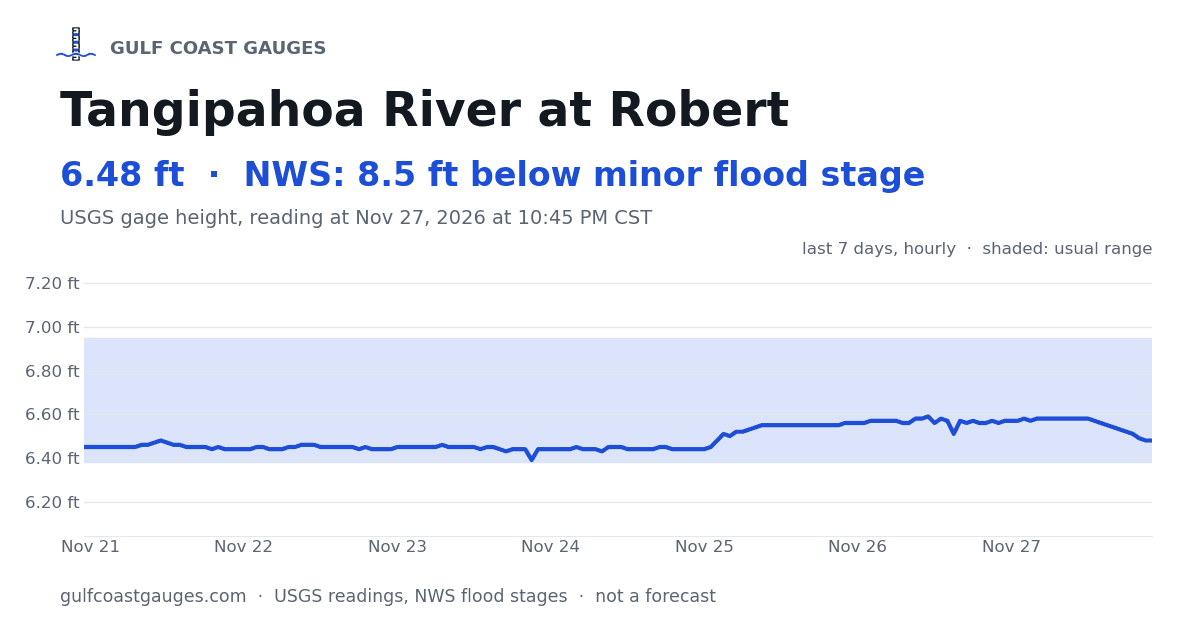 GULF COAST GAUGES
Tangipahoa River at Robert
6.48 ft · NWS: 8.5 ft below minor flood stage
USGS gage height, reading at Nov 27, 2026 at 10:45 PM CST
last 7 days, hourly · shaded: usual range
7.20 ft
7.00 ft
6.80 ft
6.60 ft
6.40 ft
6.20 ft
Nov 21 Nov 22 Nov 23 Nov 24 Nov 25 Nov 26 Nov 27
gulfcoastgauges.com · USGS readings, NWS flood stages · not a forecast